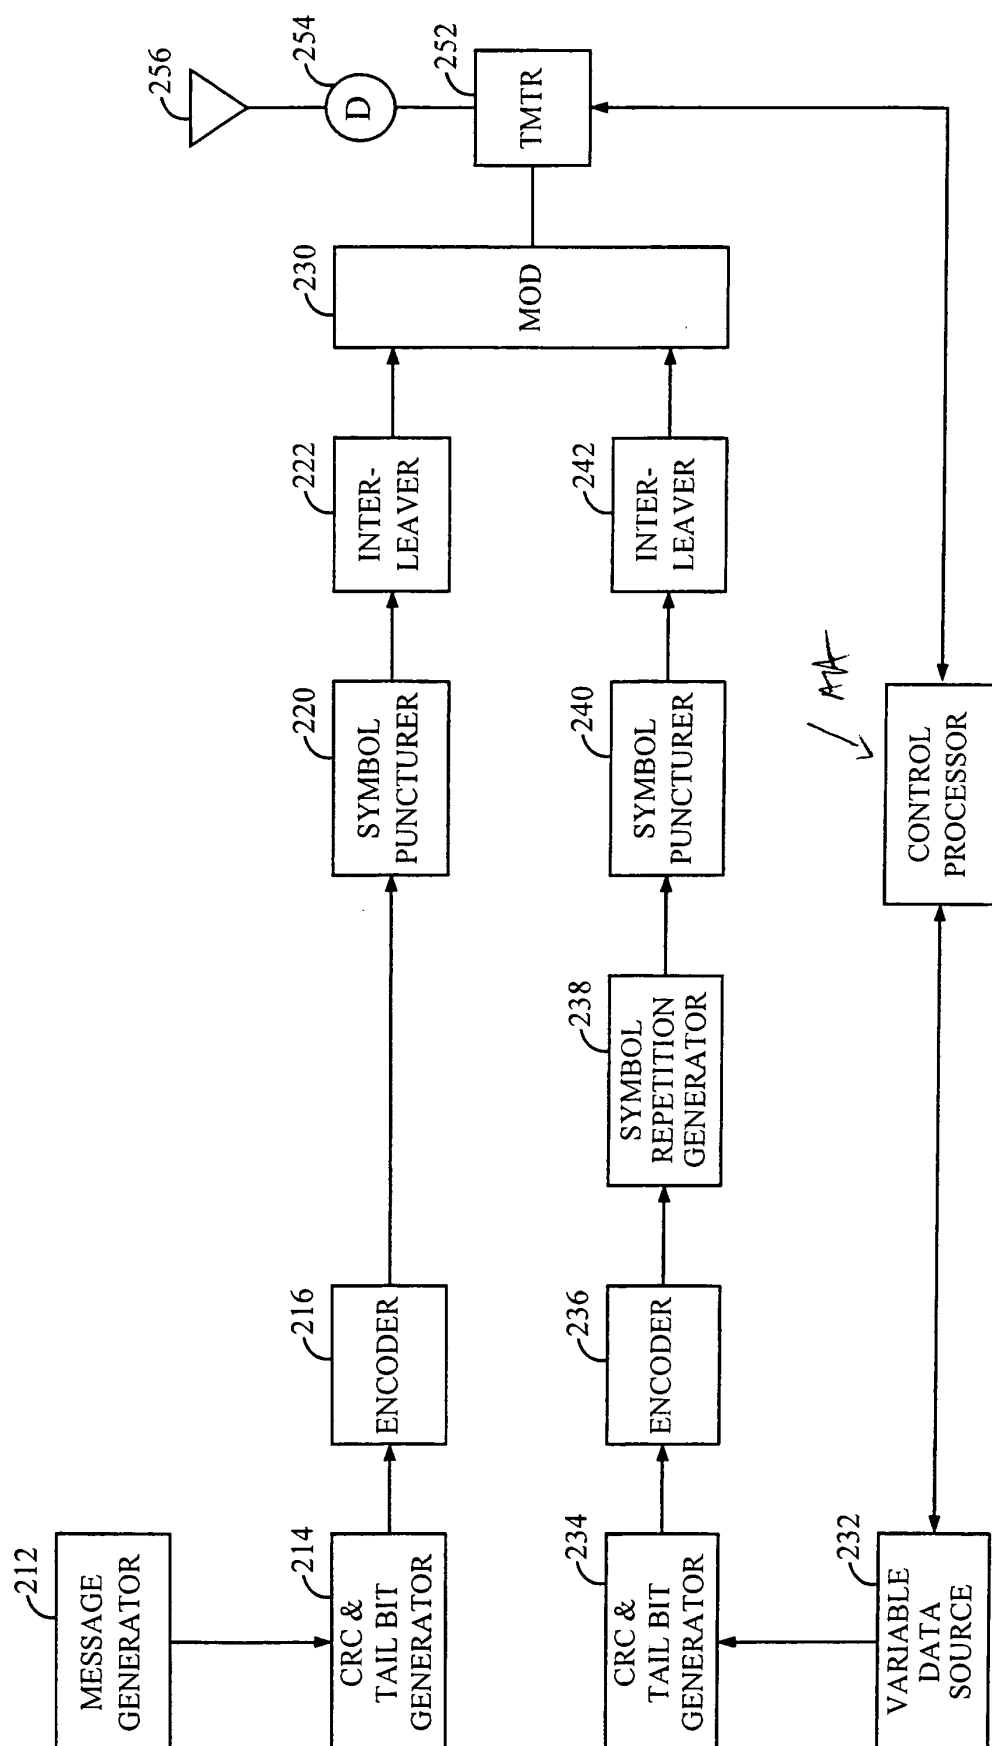 212
MESSAGE
GENERATOR
214
CRC &
TAIL BIT
GENERATOR
216
ENCODER
220
SYMBOL
PUNCTURER
222
INTER-
LEAVER
230
MOD
256
254
D
252
TMTR
234
CRC &
TAIL BIT
GENERATOR
236
ENCODER
238
SYMBOL
REPETITION
GENERATOR
240
SYMBOL
PUNCTURER
242
INTER-
LEAVER
232
VARIABLE
DATA
SOURCE
CONTROL
PROCESSOR